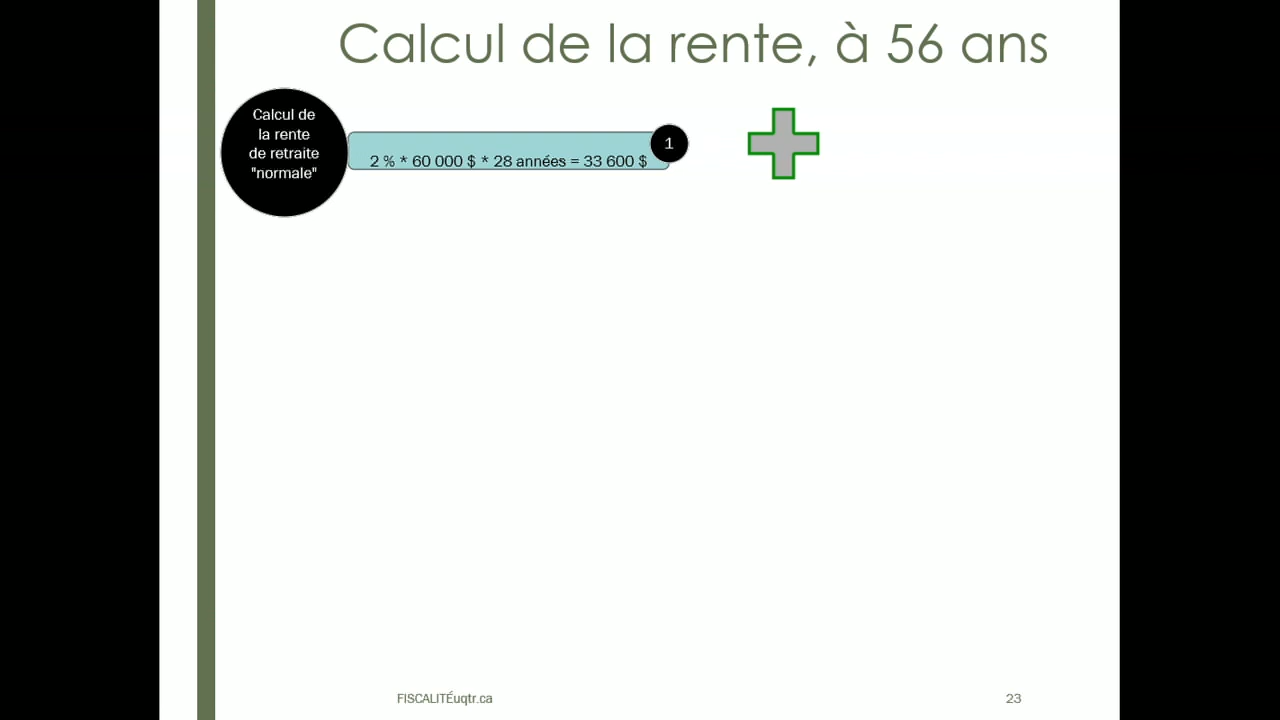 Calcul de la rente, à 56 ans
Calcul de
la rente
de retraite
"normale"
2 % * 60 000 $ * 28 années = 33 600 $
1
FISCALITÉuqtr.ca
23